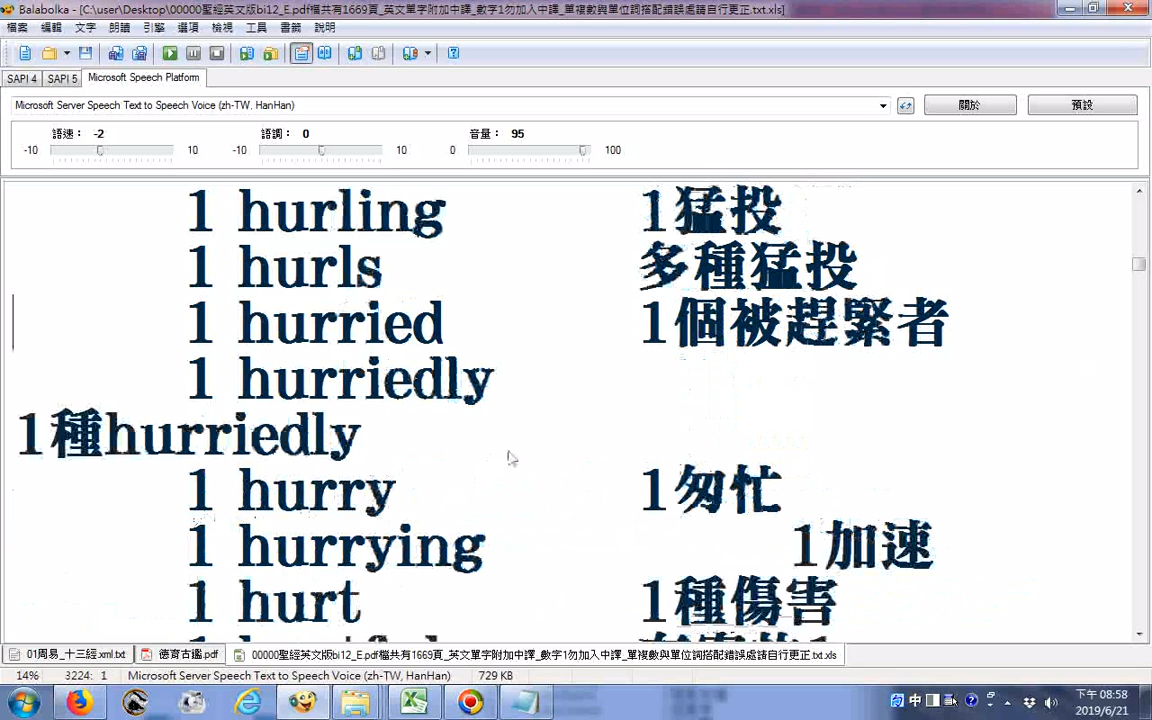 Balabolka - [C:\user\Desktop\00000聖經英文版bi12_E.pdf檔共有1669頁_英文單字附加中譯_數字1勿加入中譯_單複數與單位詞搭配錯誤處請自行更正.txt.xls]
檔案 編輯 文字 朗讀 引擎 選項 檢視 工具 書籤 說明
SAPI 4 SAPI 5 Microsoft Speech Platform
Microsoft Server Speech Text to Speech Voice (zh-TW, HanHan) 關於 預設
語速： -2 語調： 0 音量： 95
-10 10 -10 10 0 100
1 hurling 1猛投
1 hurls 多種猛投
1 hurried 1個被趕緊者
1 hurriedly
1種hurriedly
1 hurry 1匆忙
1 hurrying 1加速
1 hurt 1種傷害
01周易_十三經.xml.txt 德育古鑑.pdf 00000聖經英文版bi12_E.pdf檔共有1669頁_英文單字附加中譯_數字1勿加入中譯_單複數與單位詞搭配錯誤處請自行更正.txt.xls
14% 3224: 1 Microsoft Server Speech Text to Speech Voice (zh-TW, HanHan) 729 KB
中 下午 08:58
2019/6/21